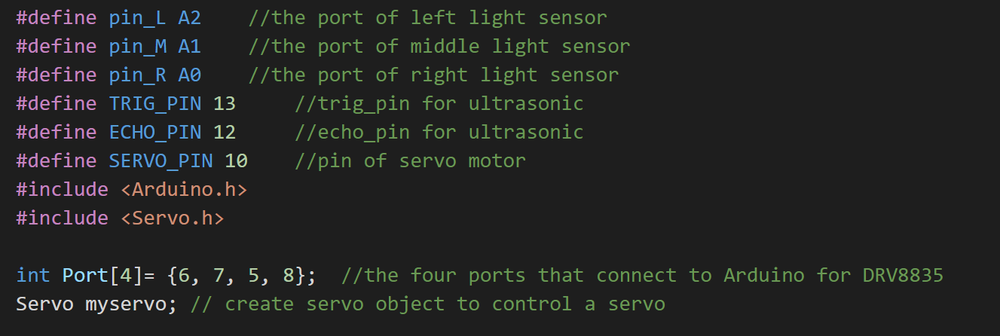 #define pin_L A2    //the port of left light sensor
#define pin_M A1    //the port of middle light sensor
#define pin_R A0    //the port of right light sensor
#define TRIG_PIN 13     //trig_pin for ultrasonic
#define ECHO_PIN 12     //echo_pin for ultrasonic
#define SERVO_PIN 10    //pin of servo motor
#include <Arduino.h>
#include <Servo.h>
int Port[4]= {6, 7, 5, 8};  //the four ports that connect to Arduino for DRV8835
Servo myservo; // create servo object to control a servo